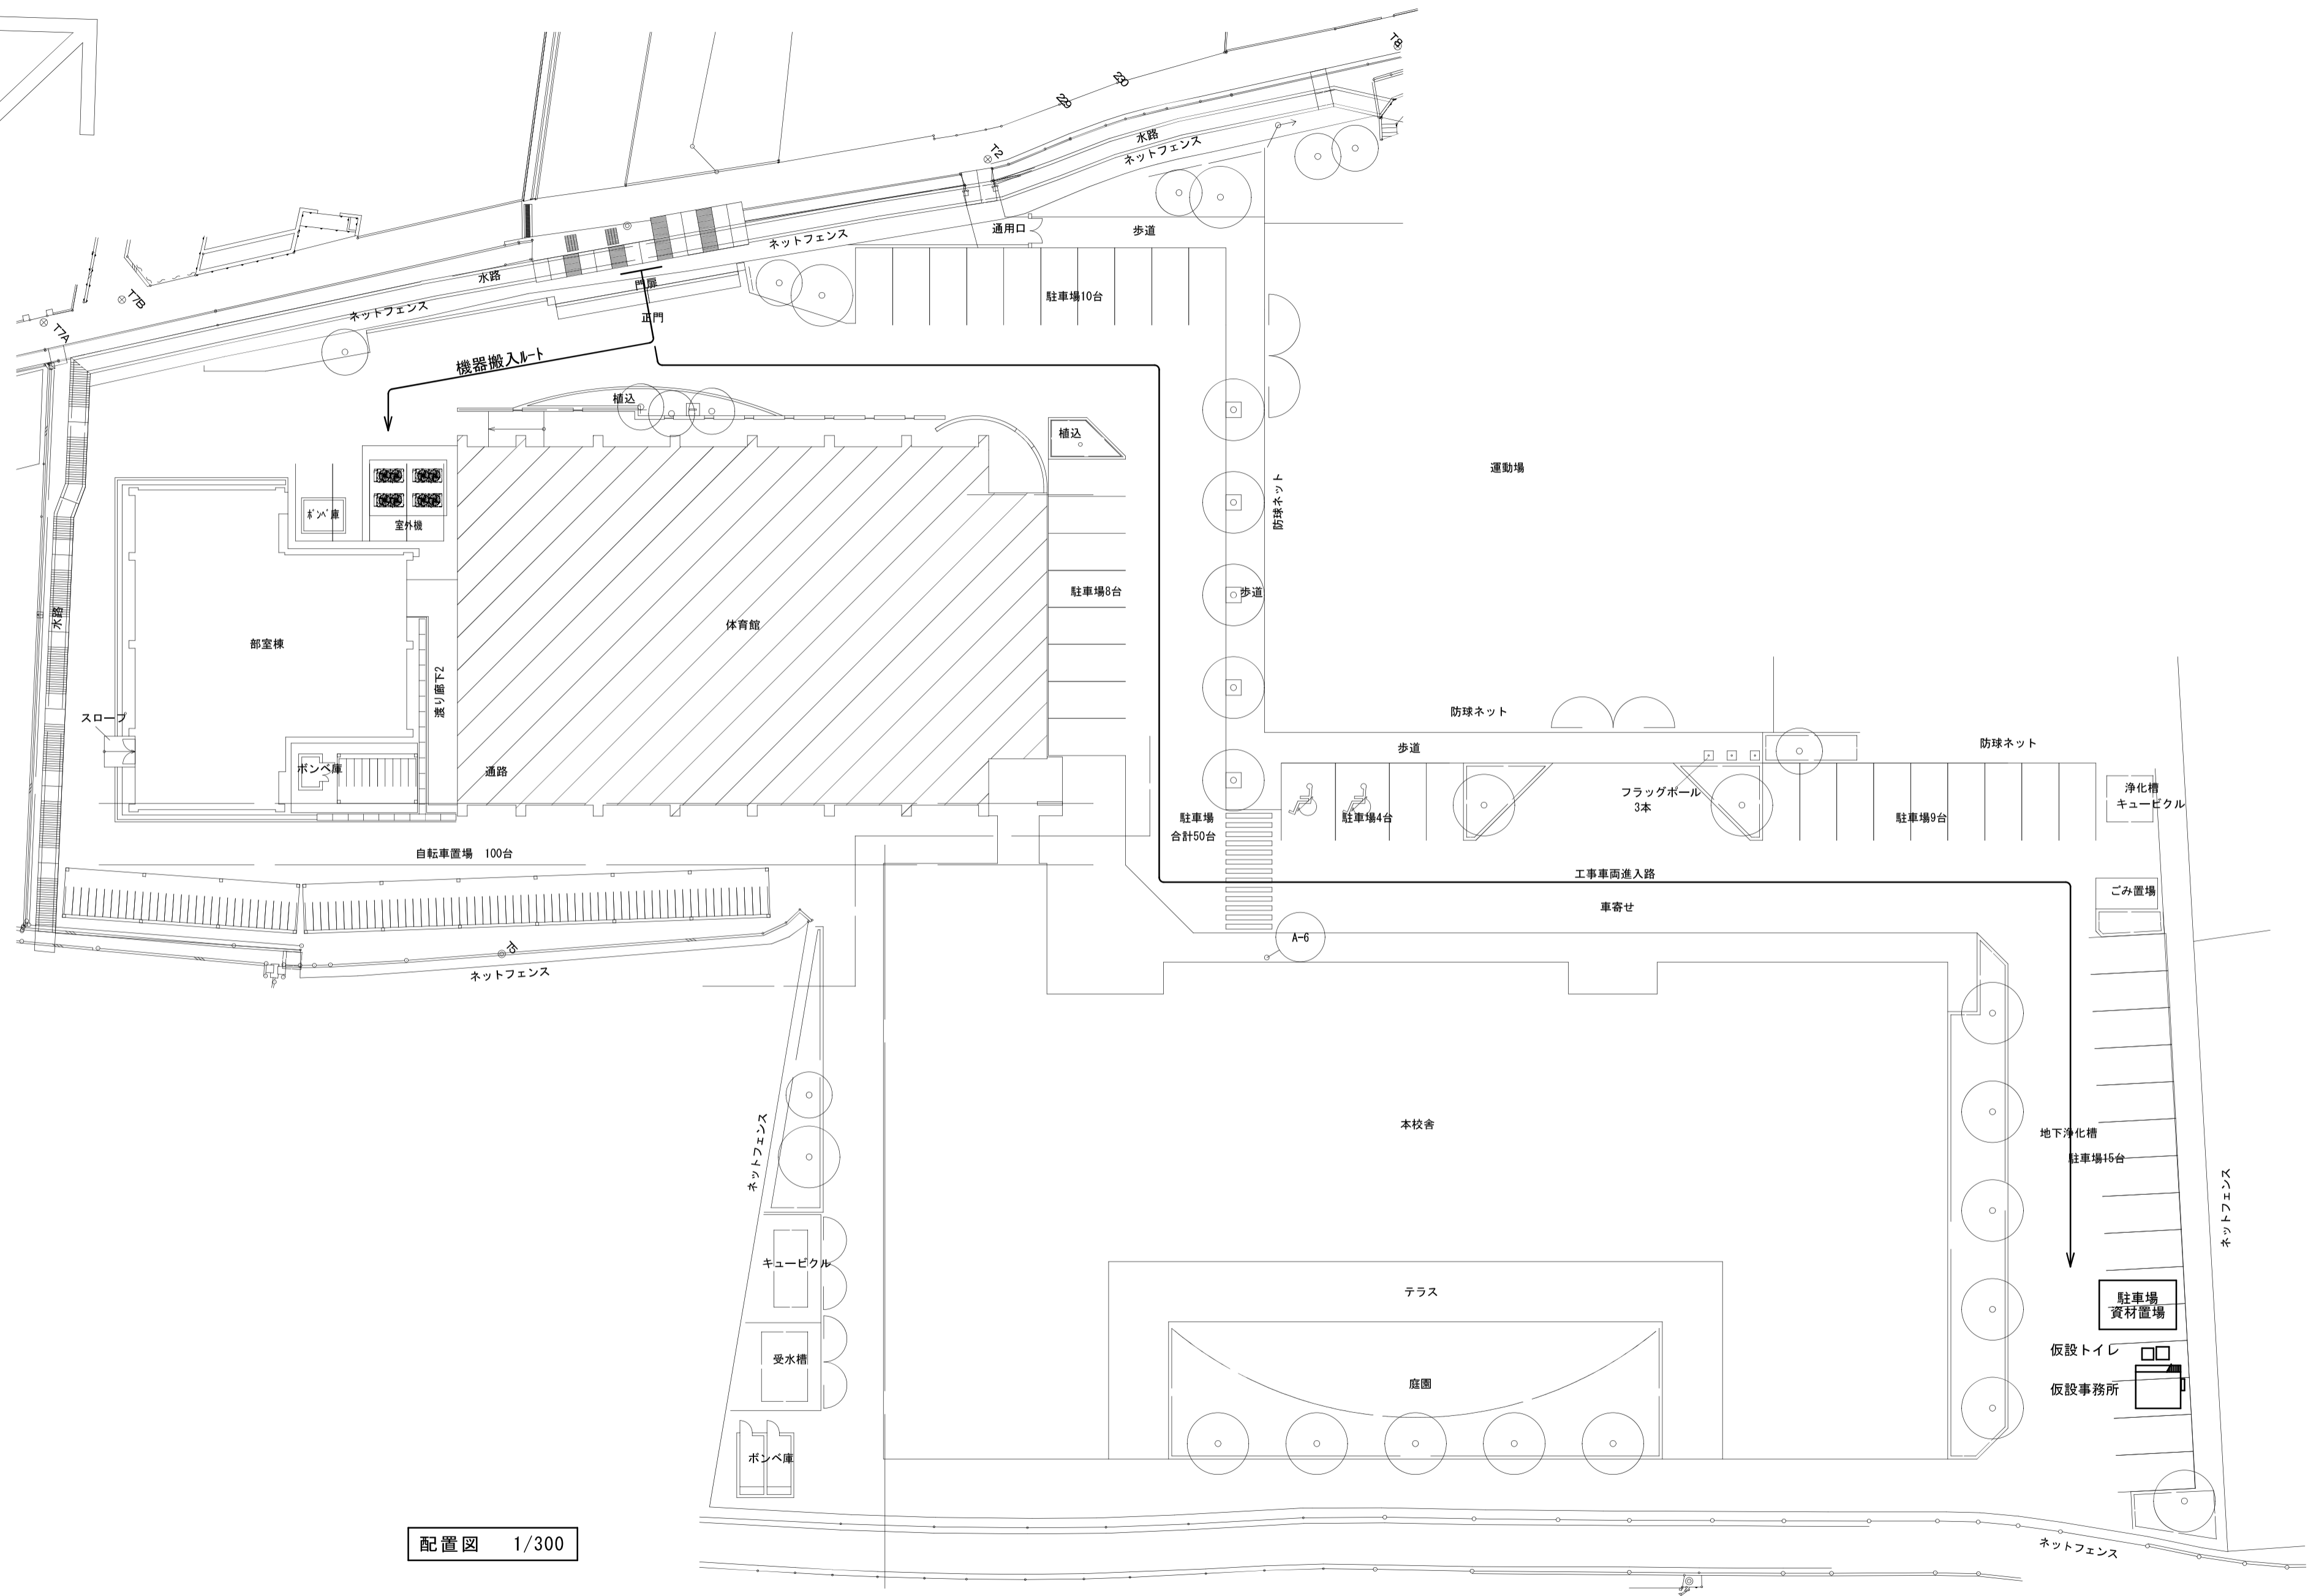 T8
230
229
水路
ネットフェンス
T2
通用口
歩道
ネットフェンス
水路
門扉
T7B
ネットフェンス
駐車場10台
正門
T7A
機器搬入ルート
植込
植込
運動場
防球ネット
ボンベ庫
室外機
駐車場8台
歩道
水路
体育館
部室棟
渡り廊下2
スロープ
防球ネット
防球ネット
歩道
ボンベ庫
通路
フラッグポール
3本
浄化槽
キュービクル
駐車場
合計50台
駐車場4台
駐車場9台
自転車置場 100台
工事車両進入路
ごみ置場
車寄せ
A-6
T5
ネットフェンス
本校舎
地下浄化槽
駐車場15台
ネットフェンス
ネットフェンス
キュービクル
テラス
駐車場
資材置場
仮設トイレ
受水槽
庭園
仮設事務所
ボンベ庫
配置図 1/300
ネットフェンス